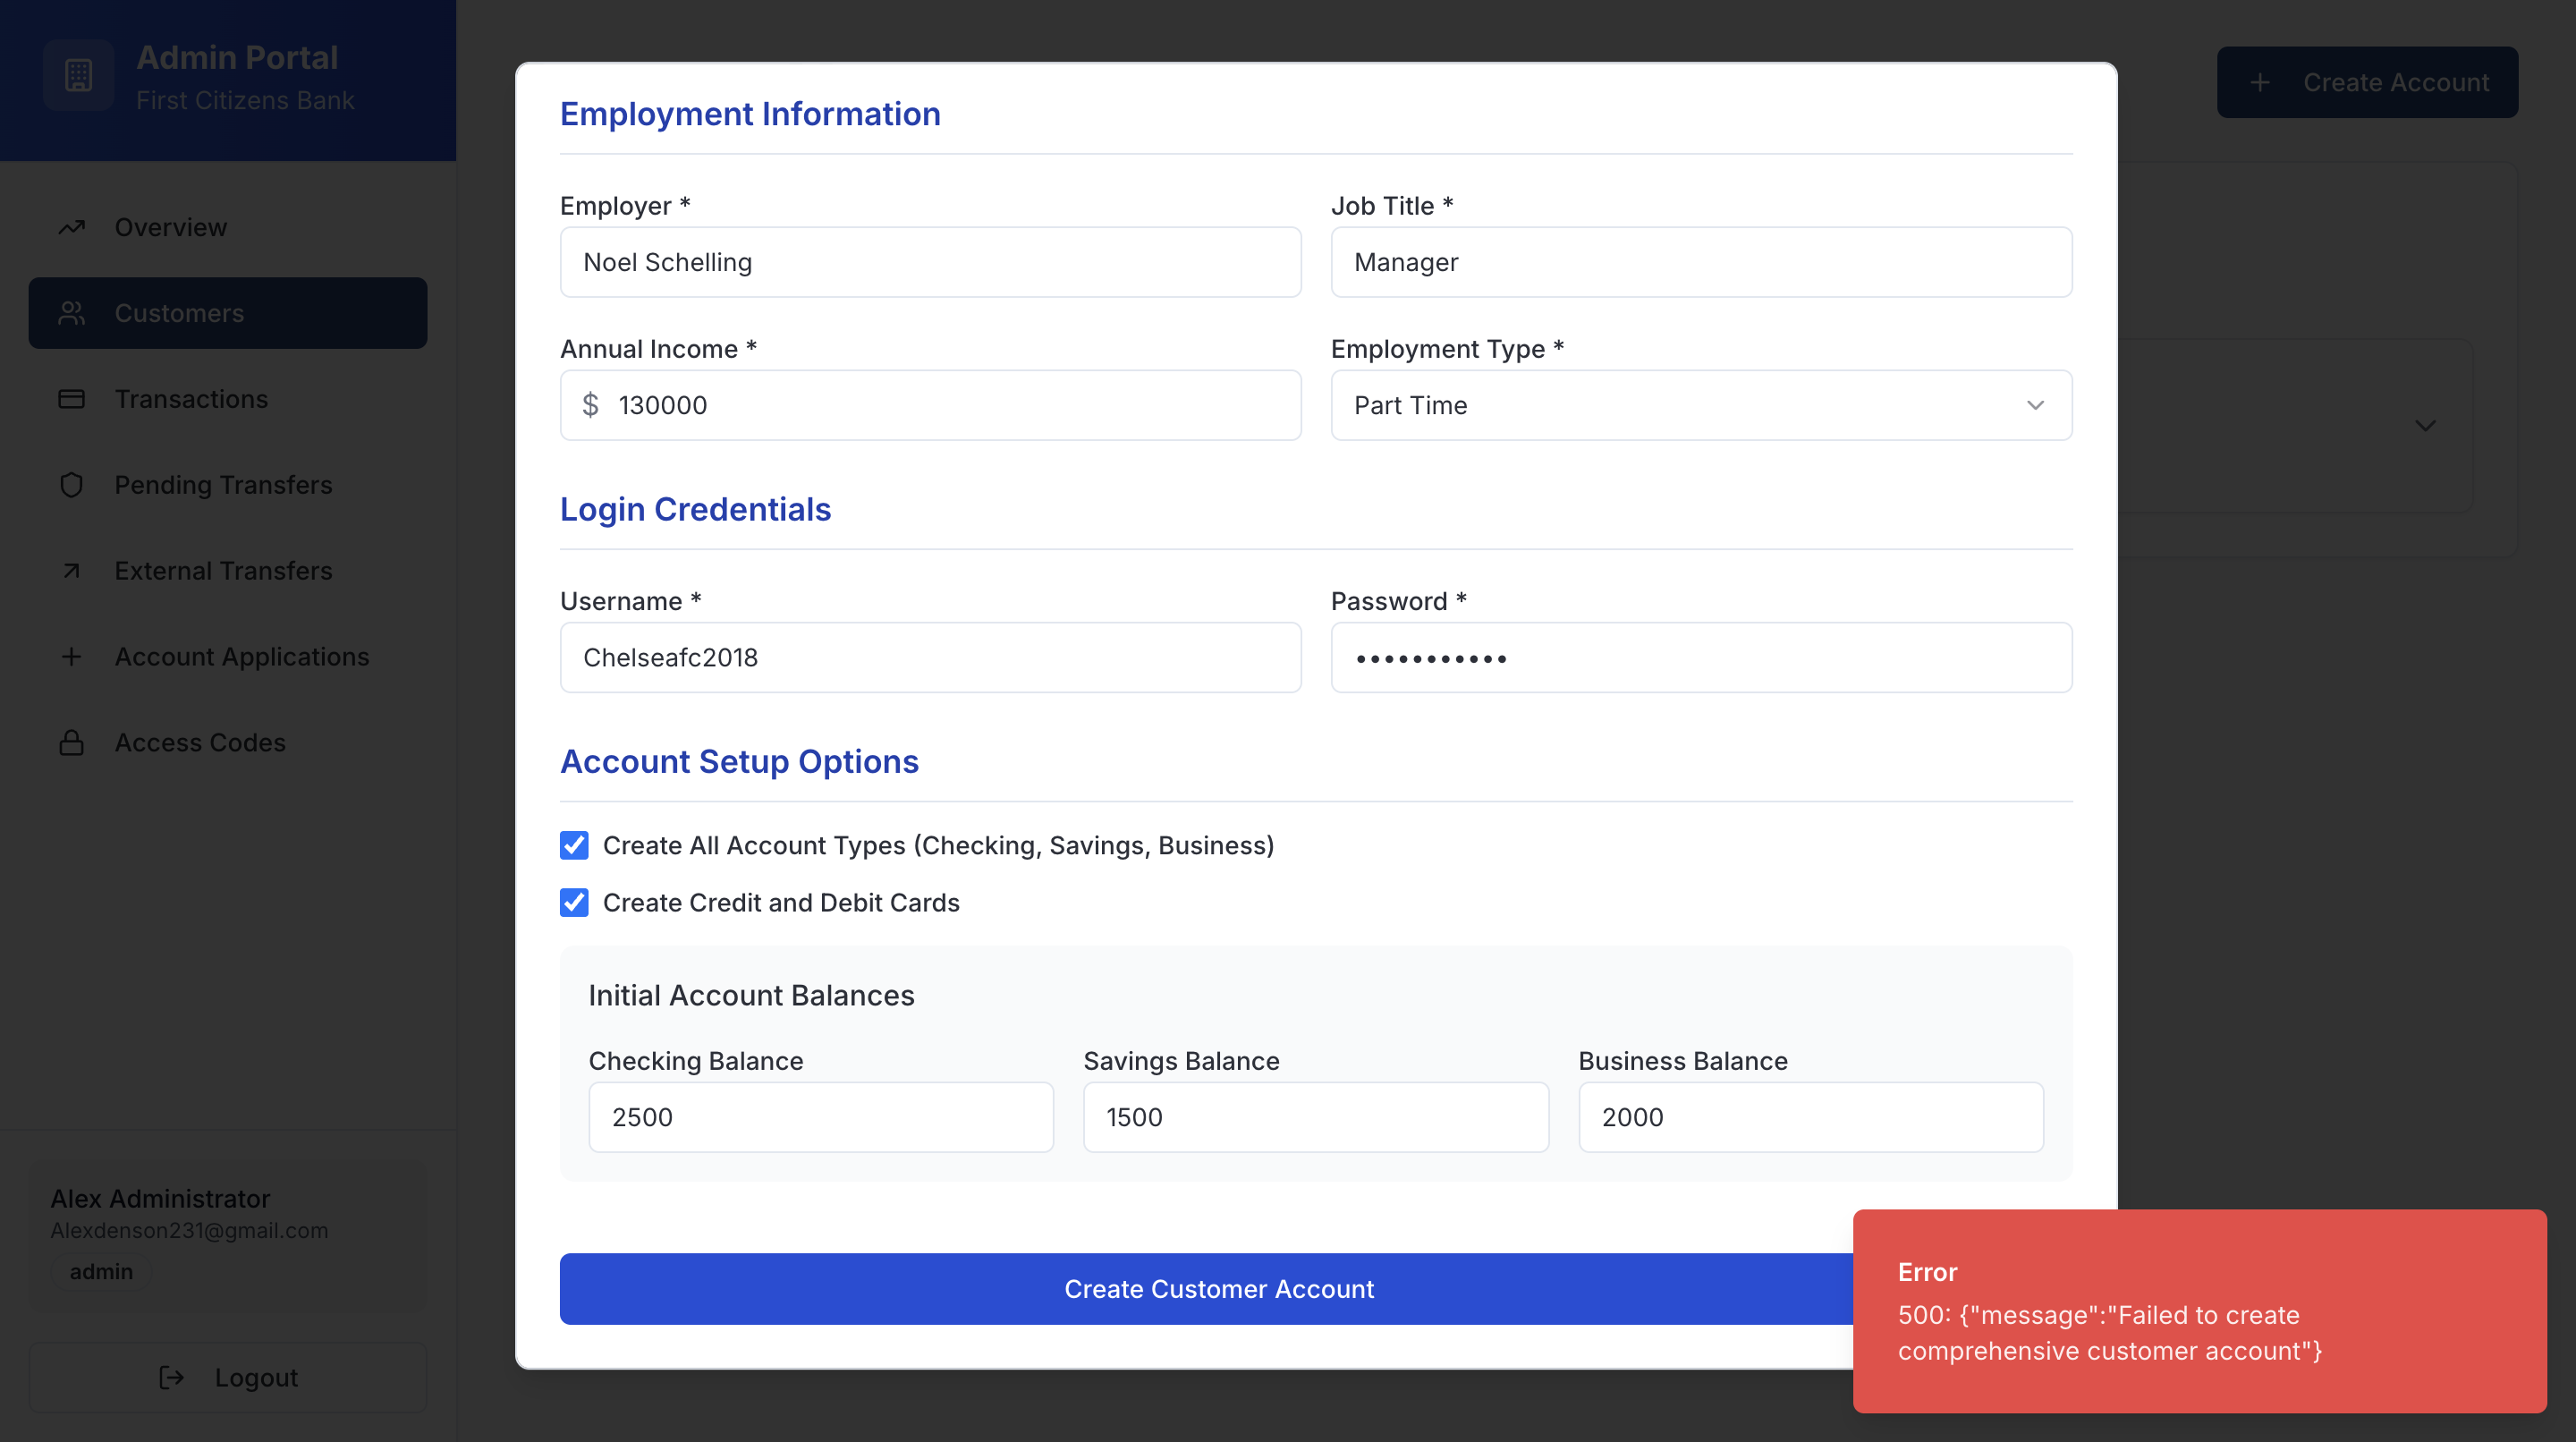 Admin Portal
First Citizens Bank
Overview
Customers
Transactions
Pending Transfers
External Transfers
Account Applications
Access Codes
Alex Administrator
Alexdenson231@gmail.com
admin
Logout
Create Account
Employment Information
Employer *
Job Title *
Noel Schelling
Manager
Annual Income *
Employment Type *
$ 130000
Part Time
Login Credentials
Username *
Password *
Chelseafc2018
•••••••••••
Account Setup Options
Create All Account Types (Checking, Savings, Business)
Create Credit and Debit Cards
Initial Account Balances
Checking Balance
Savings Balance
Business Balance
2500
1500
2000
Create Customer Account
Error
500: {"message":"Failed to create
comprehensive customer account"}